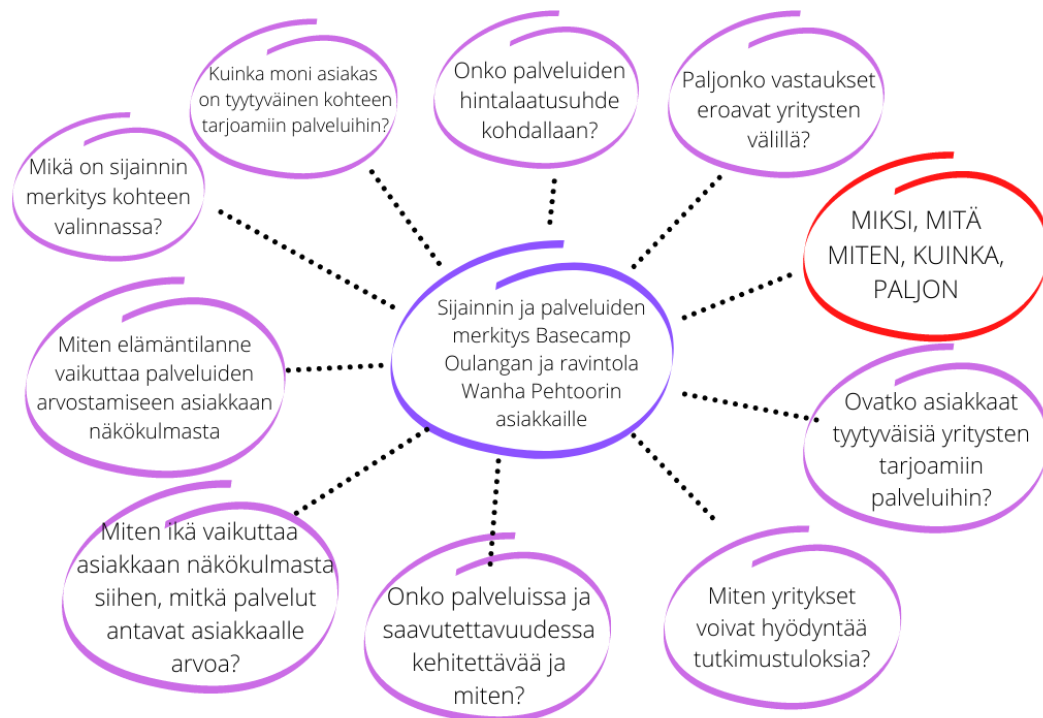 Kuinka moni asiakas
on tyytyväinen kohteen
tarjoamiin palveluihin?
Onko palveluiden
hintalaatusuhde
kohdallaan?
Paljonko vastaukset
eroavat yritysten
välillä?
Mikä on sijainnin
merkitys kohteen
valinnassa?
MIKSI, MITÄ
MITEN, KUINKA,
PALJON
Sijainnin ja palveluiden
merkitys Basecamp
Oulangan ja ravintola
Wanha Pehtoorin
asiakkaille
Miten elämäntilanne
vaikuttaa palveluiden
arvostamiseen asiakkaan
näkökulmasta
Ovatko asiakkaat
tyytyväisiä yritysten
tarjoamiin
palveluihin?
Miten ikä vaikuttaa
asiakkaan näkökulmasta
siihen, mitkä palvelut
antavat asiakkaalle
arvoa?
Onko palveluissa ja
saavutettavuudessa
kehitettävää ja
miten?
Miten yritykset
voivat hyödyntää
tutkimustuloksia?